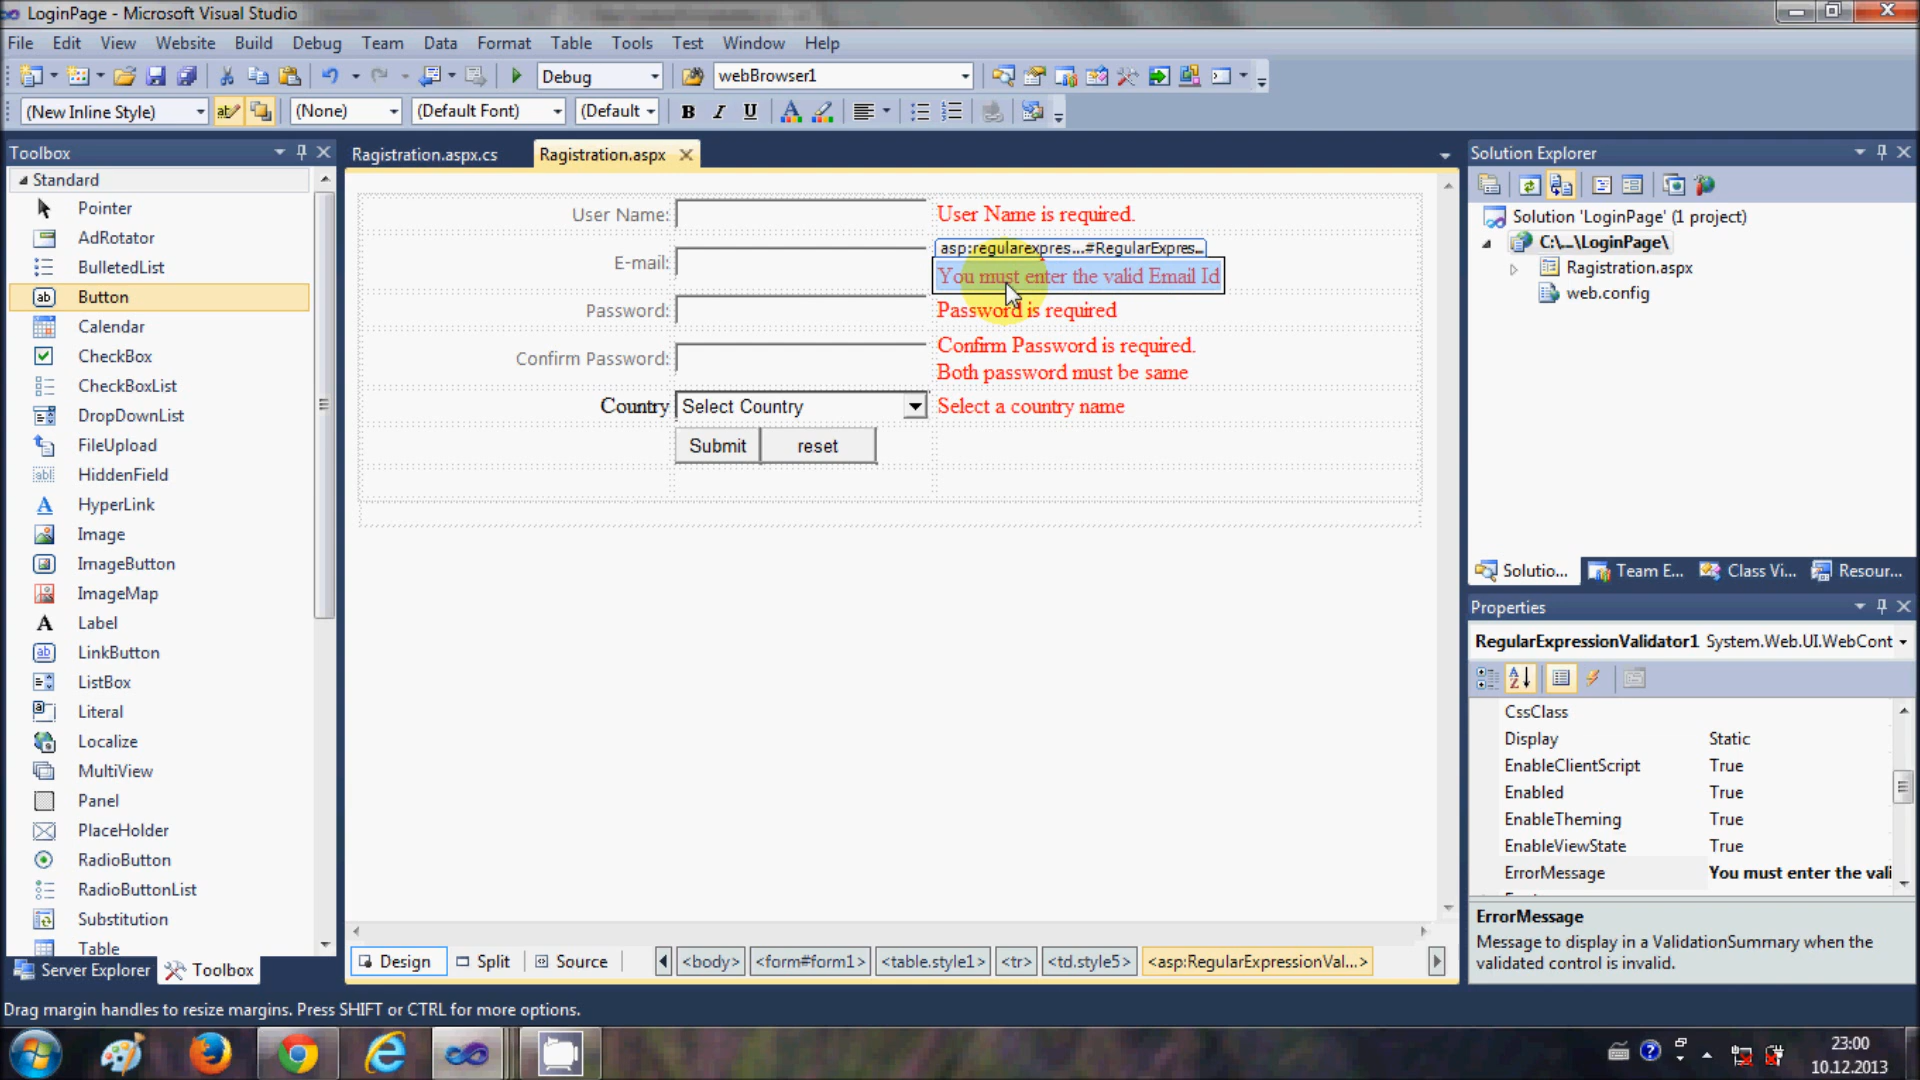 LoginPage - Microsoft Visual Studio
File Edit View Website Build Debug Team Data Format Table Tools Test Window Help
Debug webBrowser1
(New Inline Style) (None) (Default Font) (Default B I U
Toolbox
Ragistration.aspx.cs Ragistration.aspx
Solution Explorer
Standard
Pointer
AdRotator
BulletedList
Button
Calendar
CheckBox
CheckBoxList
DropDownList
FileUpload
HiddenField
HyperLink
Image
ImageButton
ImageMap
Label
LinkButton
ListBox
Literal
Localize
MultiView
Panel
PlaceHolder
RadioButton
RadioButtonList
Substitution
Table
Server Explorer Toolbox
User Name: User Name is required.
asp:regularexpres...#RegularExpres...
E-mail: You must enter the valid Email Id
Password: Password is required
Confirm Password: Confirm Password is required.
Both password must be same
Country Select Country Select a country name
Submit reset
Design Split Source <body> <form#form1> <table.style1> <tr> <td.style5> <asp:RegularExpressionVal...>
Solution 'LoginPage' (1 project)
C:\...\LoginPage\
Ragistration.aspx
web.config
Solutio... Team E... Class Vi... Resour...
Properties
RegularExpressionValidator1 System.Web.UI.WebCont
CssClass
Display Static
EnableClientScript True
Enabled True
EnableTheming True
EnableViewState True
ErrorMessage You must enter the vali
ErrorMessage
Message to display in a ValidationSummary when the
validated control is invalid.
Drag margin handles to resize margins. Press SHIFT or CTRL for more options.
23:00
10.12.2013